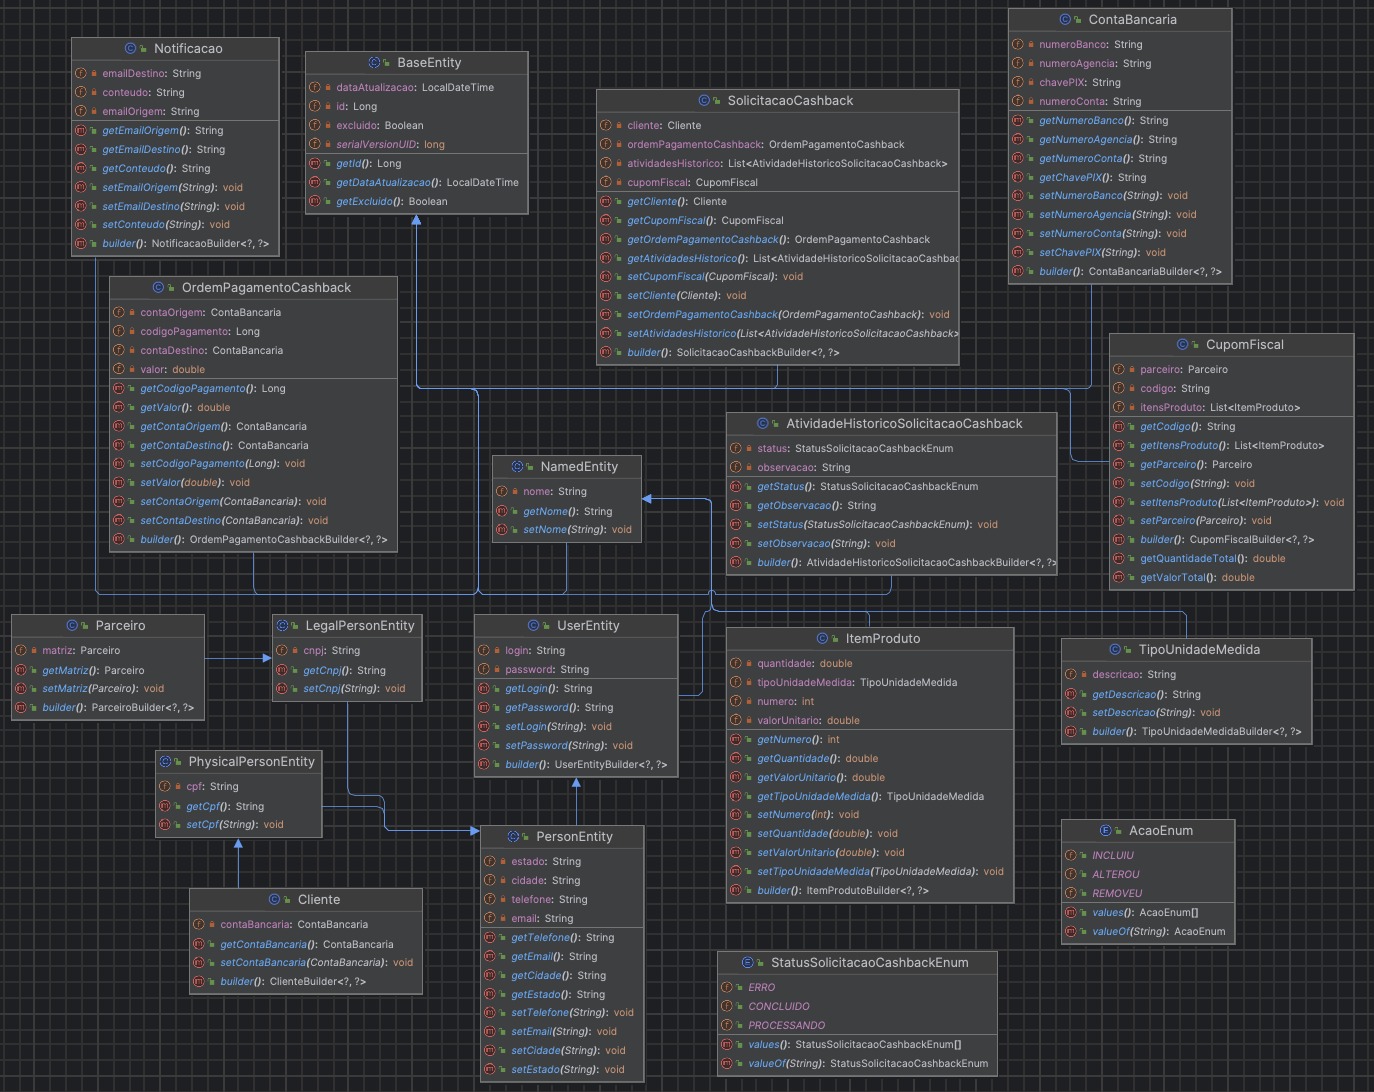 Notificacao
emailDestino: String
conteudo: String
emailOrigem: String
getEmailOrigem(): String
getEmailDestino(): String
getConteudo(): String
setEmailOrigem(String): void
setEmailDestino(String): void
setConteudo(String): void
builder(): NotificacaoBuilder<?, ?>
BaseEntity
dataAtualizacao: LocalDateTime
id: Long
excluido: Boolean
serialVersionUID: long
getId(): Long
getDataAtualizacao(): LocalDateTime
getExcluido(): Boolean
SolicitacaoCashback
cliente: Cliente
ordemPagamentoCashback: OrdemPagamentoCashback
atividadesHistorico: List<AtividadeHistoricoSolicitacaoCashback>
cupomFiscal: CupomFiscal
getCliente(): Cliente
getCupomFiscal(): CupomFiscal
getOrdemPagamentoCashback(): OrdemPagamentoCashback
getAtividadesHistorico(): List<AtividadeHistoricoSolicitacaoCashbac
setCupomFiscal(CupomFiscal): void
setCliente(Cliente): void
setOrdemPagamentoCashback(OrdemPagamentoCashback): void
setAtividadesHistorico(List<AtividadeHistoricoSolicitacaoCashback>
builder(): SolicitacaoCashbackBuilder<?, ?>
ContaBancaria
numeroBanco: String
numeroAgencia: String
chavePIX: String
numeroConta: String
getNumeroBanco(): String
getNumeroAgencia(): String
getNumeroConta(): String
getChavePIX(): String
setNumeroBanco(String): void
setNumeroAgencia(String): void
setNumeroConta(String): void
setChavePIX(String): void
builder(): ContaBancariaBuilder<?, ?>
OrdemPagamentoCashback
contaOrigem: ContaBancaria
codigoPagamento: Long
contaDestino: ContaBancaria
valor: double
getCodigoPagamento(): Long
getValor(): double
getContaOrigem(): ContaBancaria
getContaDestino(): ContaBancaria
setCodigoPagamento(Long): void
setValor(double): void
setContaOrigem(ContaBancaria): void
setContaDestino(ContaBancaria): void
builder(): OrdemPagamentoCashbackBuilder<?, ?>
CupomFiscal
parceiro: Parceiro
codigo: String
itensProduto: List<ItemProduto>
getCodigo(): String
getItensProduto(): List<ItemProduto>
getParceiro(): Parceiro
setCodigo(String): void
setItensProduto(List<ItemProduto>): void
setParceiro(Parceiro): void
builder(): CupomFiscalBuilder<?, ?>
getQuantidadeTotal(): double
getValorTotal(): double
AtividadeHistoricoSolicitacaoCashback
status: StatusSolicitacaoCashbackEnum
observacao: String
getStatus(): StatusSolicitacaoCashbackEnum
getObservacao(): String
setStatus(StatusSolicitacaoCashbackEnum): void
setObservacao(String): void
builder(): AtividadeHistoricoSolicitacaoCashbackBuilder<?, ?>
NamedEntity
nome: String
getNome(): String
setNome(String): void
Parceiro
matriz: Parceiro
getMatriz(): Parceiro
setMatriz(Parceiro): void
builder(): ParceiroBuilder<?, ?>
LegalPersonEntity
cnpj: String
getCnpj(): String
setCnpj(String): void
UserEntity
login: String
password: String
getLogin(): String
getPassword(): String
setLogin(String): void
setPassword(String): void
builder(): UserEntityBuilder<?, ?>
ItemProduto
quantidade: double
tipoUnidadeMedida: TipoUnidadeMedida
numero: int
valorUnitario: double
getNumero(): int
getQuantidade(): double
getValorUnitario(): double
getTipoUnidadeMedida(): TipoUnidadeMedida
setNumero(int): void
setQuantidade(double): void
setValorUnitario(double): void
setTipoUnidadeMedida(TipoUnidadeMedida): void
builder(): ItemProdutoBuilder<?, ?>
TipoUnidadeMedida
descricao: String
getDescricao(): String
setDescricao(String): void
builder(): TipoUnidadeMedidaBuilder<?, ?>
PhysicalPersonEntity
cpf: String
getCpf(): String
setCpf(String): void
PersonEntity
estado: String
cidade: String
telefone: String
email: String
getTelefone(): String
getEmail(): String
getCidade(): String
getEstado(): String
setTelefone(String): void
setEmail(String): void
setCidade(String): void
setEstado(String): void
Cliente
contaBancaria: ContaBancaria
getContaBancaria(): ContaBancaria
setContaBancaria(ContaBancaria): void
builder(): ClienteBuilder<?, ?>
AcaoEnum
INCLUIU
ALTEROU
REMOVEU
values(): AcaoEnum[]
valueOf(String): AcaoEnum
StatusSolicitacaoCashbackEnum
ERRO
CONCLUIDO
PROCESSANDO
values(): StatusSolicitacaoCashbackEnum[]
valueOf(String): StatusSolicitacaoCashbackEnum